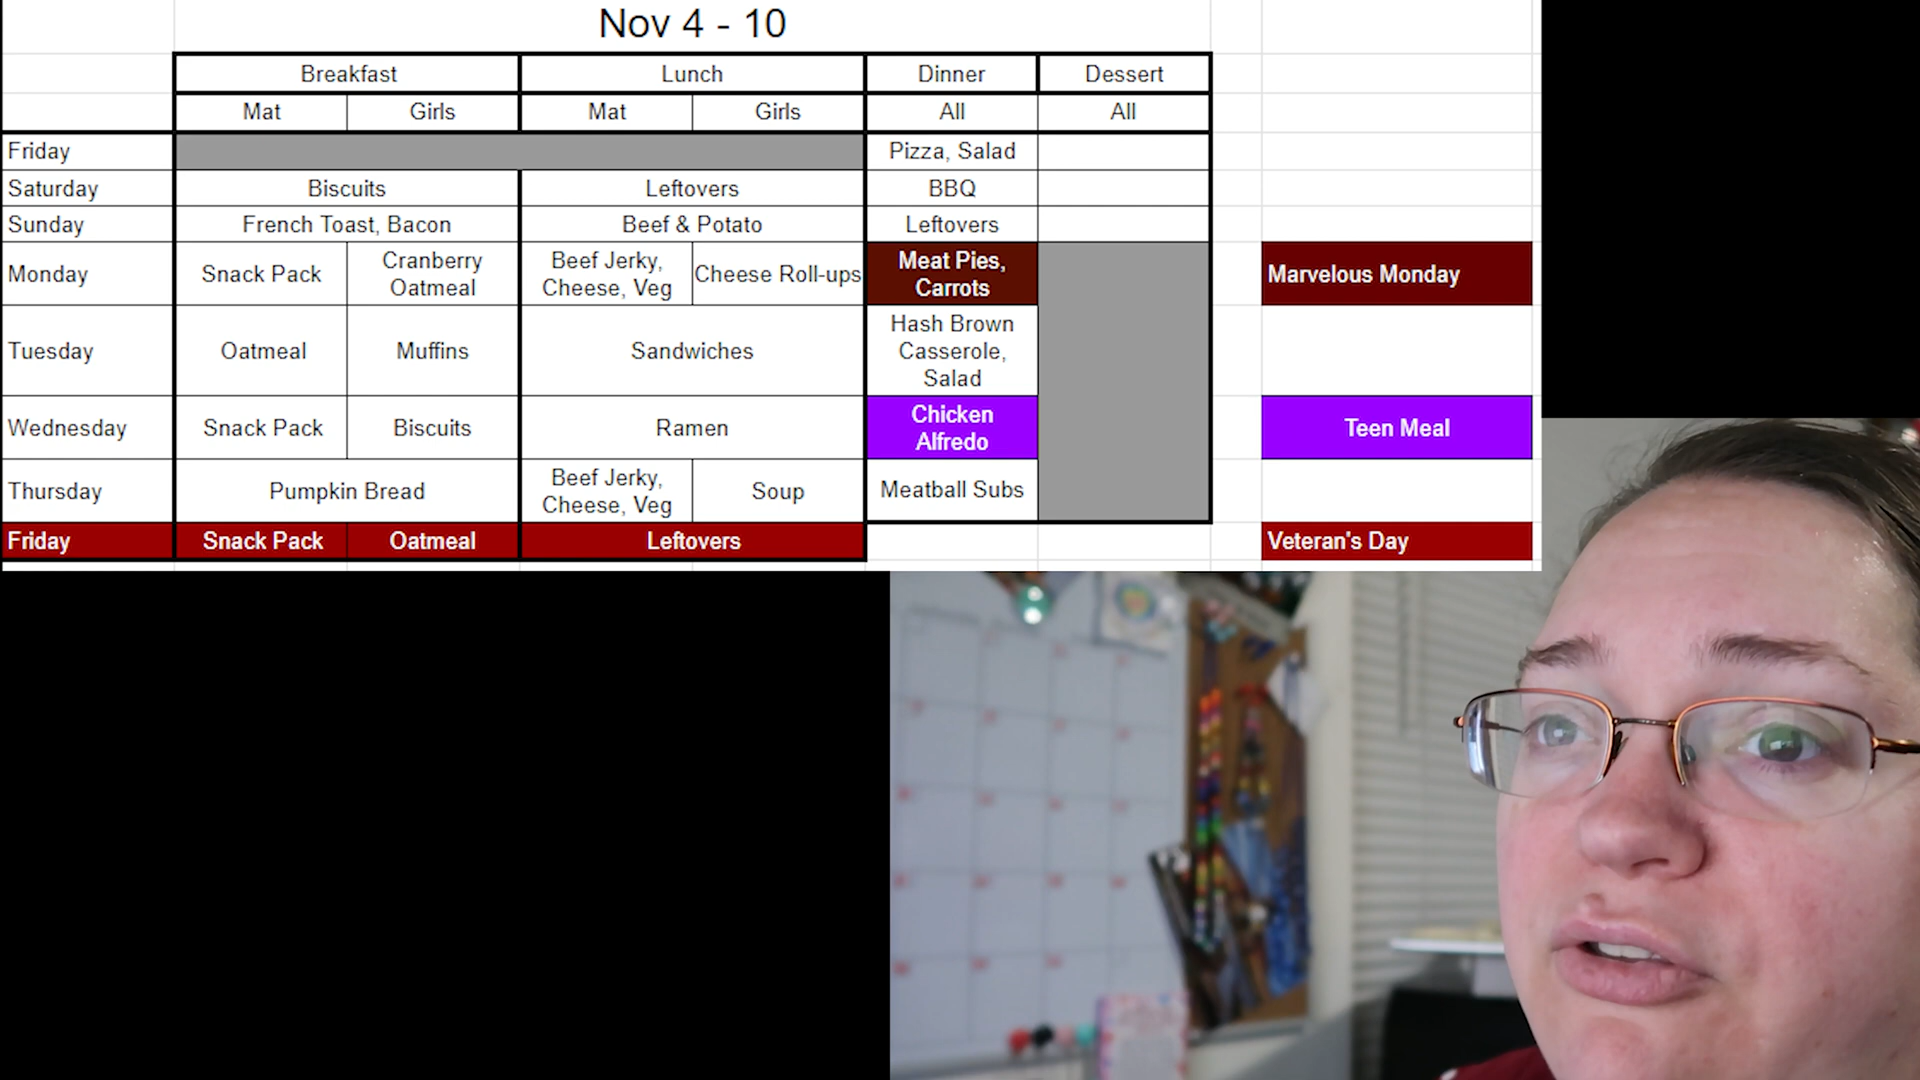 Nov 4 - 10
Breakfast Lunch Dinner Dessert
Mat Girls Mat Girls All All
Friday Pizza, Salad
Saturday Biscuits Leftovers BBQ
Sunday French Toast, Bacon Beef & Potato Leftovers
Monday Snack Pack Cranberry Oatmeal Beef Jerky, Cheese, Veg Cheese Roll-ups Meat Pies, Carrots Marvelous Monday
Tuesday Oatmeal Muffins Sandwiches Hash Brown Casserole, Salad
Wednesday Snack Pack Biscuits Ramen Chicken Alfredo Teen Meal
Thursday Pumpkin Bread Beef Jerky, Cheese, Veg Soup Meatball Subs
Friday Snack Pack Oatmeal Leftovers Veteran's Day